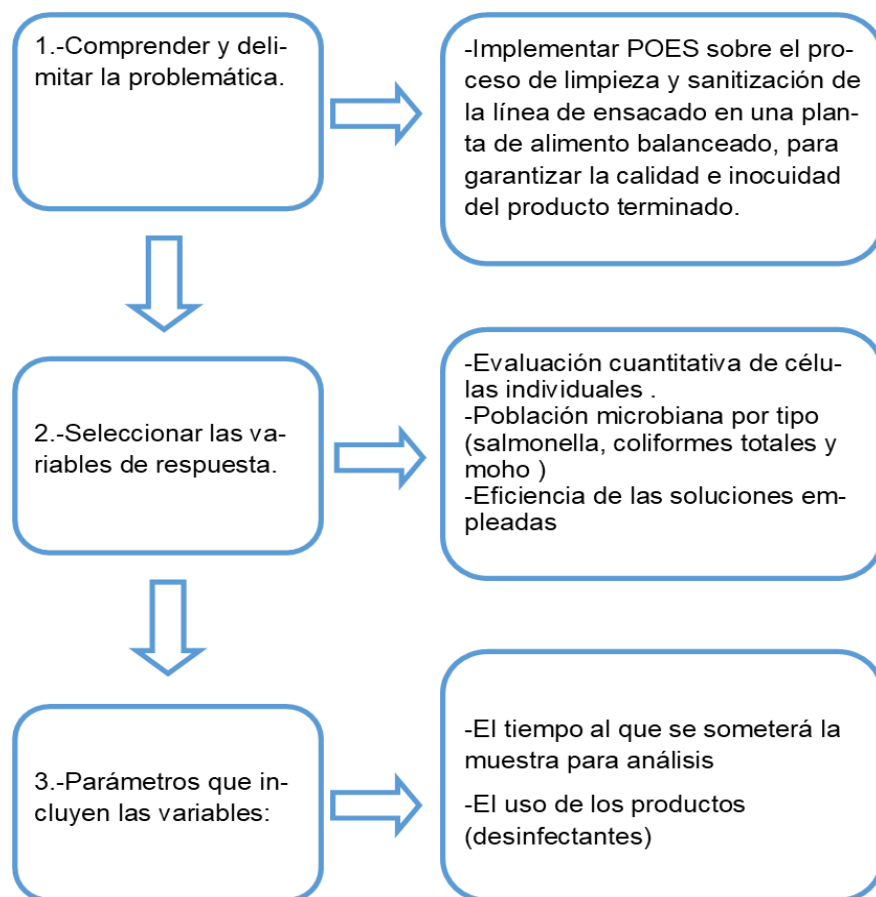 1.-Comprender y deli-
mitar la problemática.
-Implementar POES sobre el pro-
ceso de limpieza y sanitización de
la línea de ensacado en una plan-
ta de alimento balanceado, para
garantizar la calidad e inocuidad
del producto terminado.
2.-Seleccionar las va-
riables de respuesta.
-Evaluación cuantitativa de célu-
las individuales .
-Población microbiana por tipo
(salmonella, coliformes totales y
moho )
-Eficiencia de las soluciones em-
pleadas
3.-Parámetros que in-
cluyen las variables:
-El tiempo al que se someterá la
muestra para análisis
-El uso de los productos
(desinfectantes)